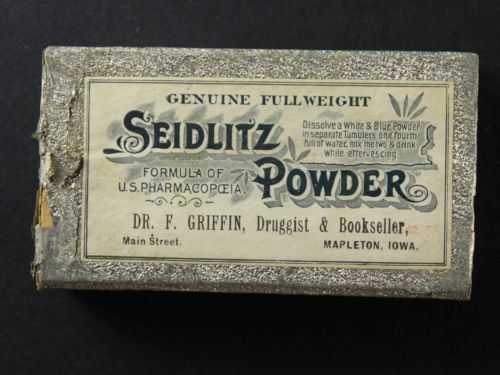 GENUINE FULLWEIGHT
SEIDLITZ
Dissolve a White & Blue Powder
in separate Tumblers, one fourth
full of water, mix the two & drink
while effervescing.
FORMULA OF
U.S. PHARMACOPŒIA.
POWDER
DR. F. GRIFFIN, Druggist & Bookseller,
Main Street.
MAPLETON, IOWA.